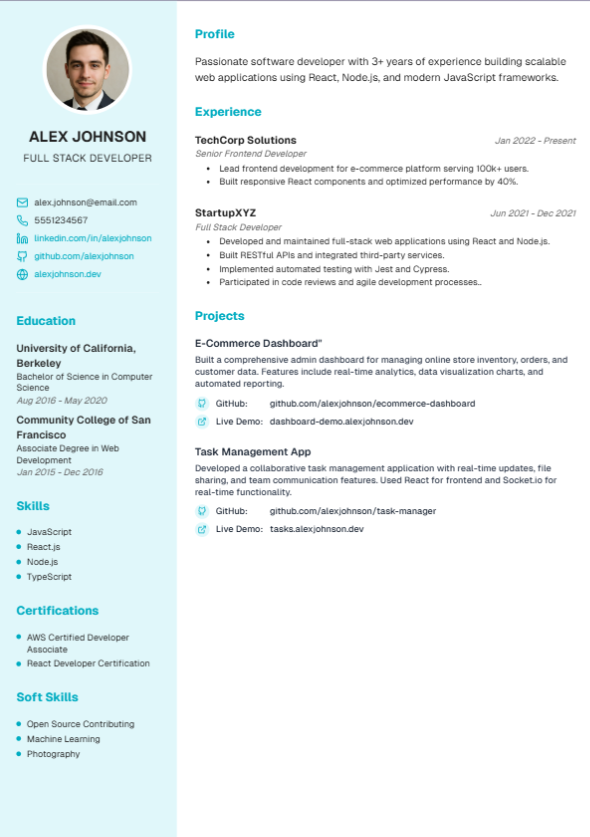 ALEX JOHNSON
FULL STACK DEVELOPER
alex.johnson@email.com
5551234567
linkedin.com/in/alexjohnson
github.com/alexjohnson
alexjohnson.dev
Education
University of California,
Berkeley
Bachelor of Science in Computer
Science
Aug 2016 - May 2020
Community College of San
Francisco
Associate Degree in Web
Development
Jan 2015 - Dec 2016
Skills
JavaScript
React.js
Node.js
TypeScript
Certifications
AWS Certified Developer
Associate
React Developer Certification
Soft Skills
Open Source Contributing
Machine Learning
Photography
Profile
Passionate software developer with 3+ years of experience building scalable
web applications using React, Node.js, and modern JavaScript frameworks.
Experience
TechCorp Solutions Jan 2022 - Present
Senior Frontend Developer
Lead frontend development for e-commerce platform serving 100k+ users.
Built responsive React components and optimized performance by 40%.
StartupXYZ Jun 2021 - Dec 2021
Full Stack Developer
Developed and maintained full-stack web applications using React and Node.js.
Built RESTful APIs and integrated third-party services.
Implemented automated testing with Jest and Cypress.
Participated in code reviews and agile development processes..
Projects
E-Commerce Dashboard"
Built a comprehensive admin dashboard for managing online store inventory, orders, and
customer data. Features include real-time analytics, data visualization charts, and
automated reporting.
GitHub: github.com/alexjohnson/ecommerce-dashboard
Live Demo: dashboard-demo.alexjohnson.dev
Task Management App
Developed a collaborative task management application with real-time updates, file
sharing, and team communication features. Used React for frontend and Socket.io for
real-time functionality.
GitHub: github.com/alexjohnson/task-manager
Live Demo: tasks.alexjohnson.dev